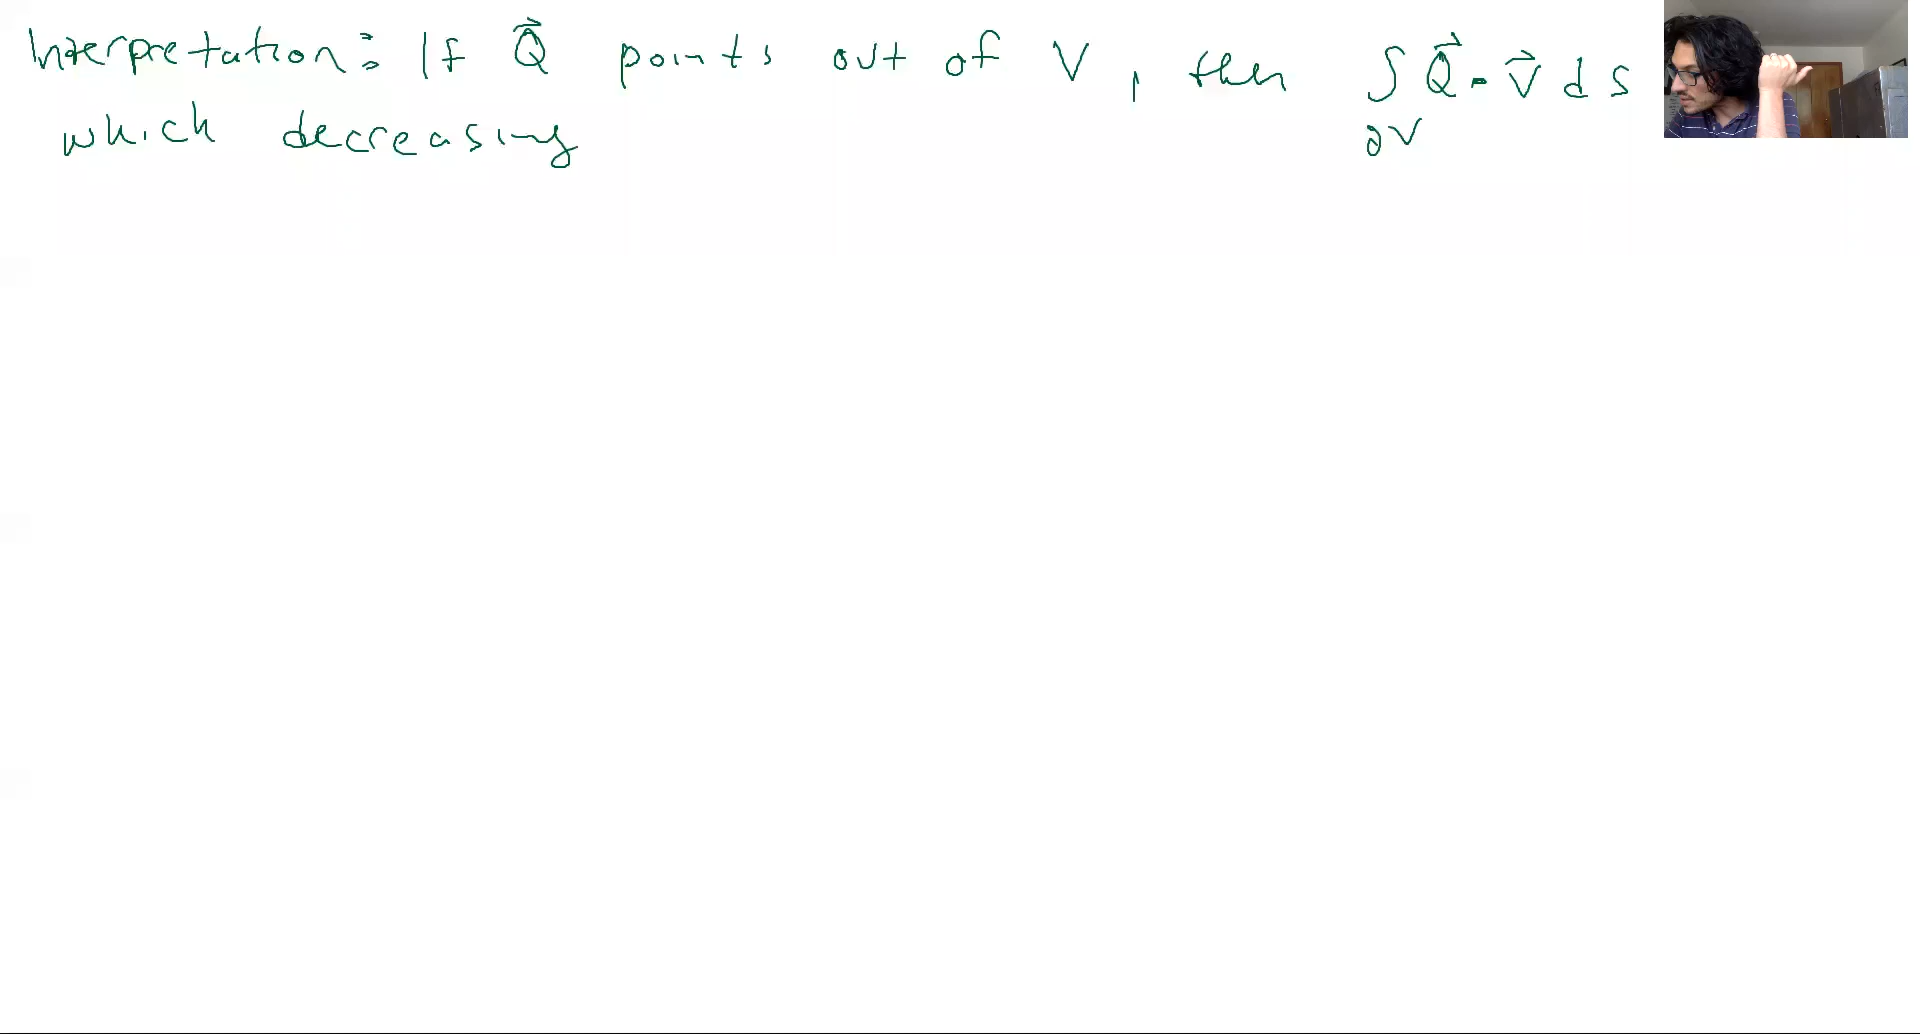 Interpretation: If \vec{Q} points out of V, then \int_{\partial V} \vec{Q} \cdot \vec{V} dS
which decreasing